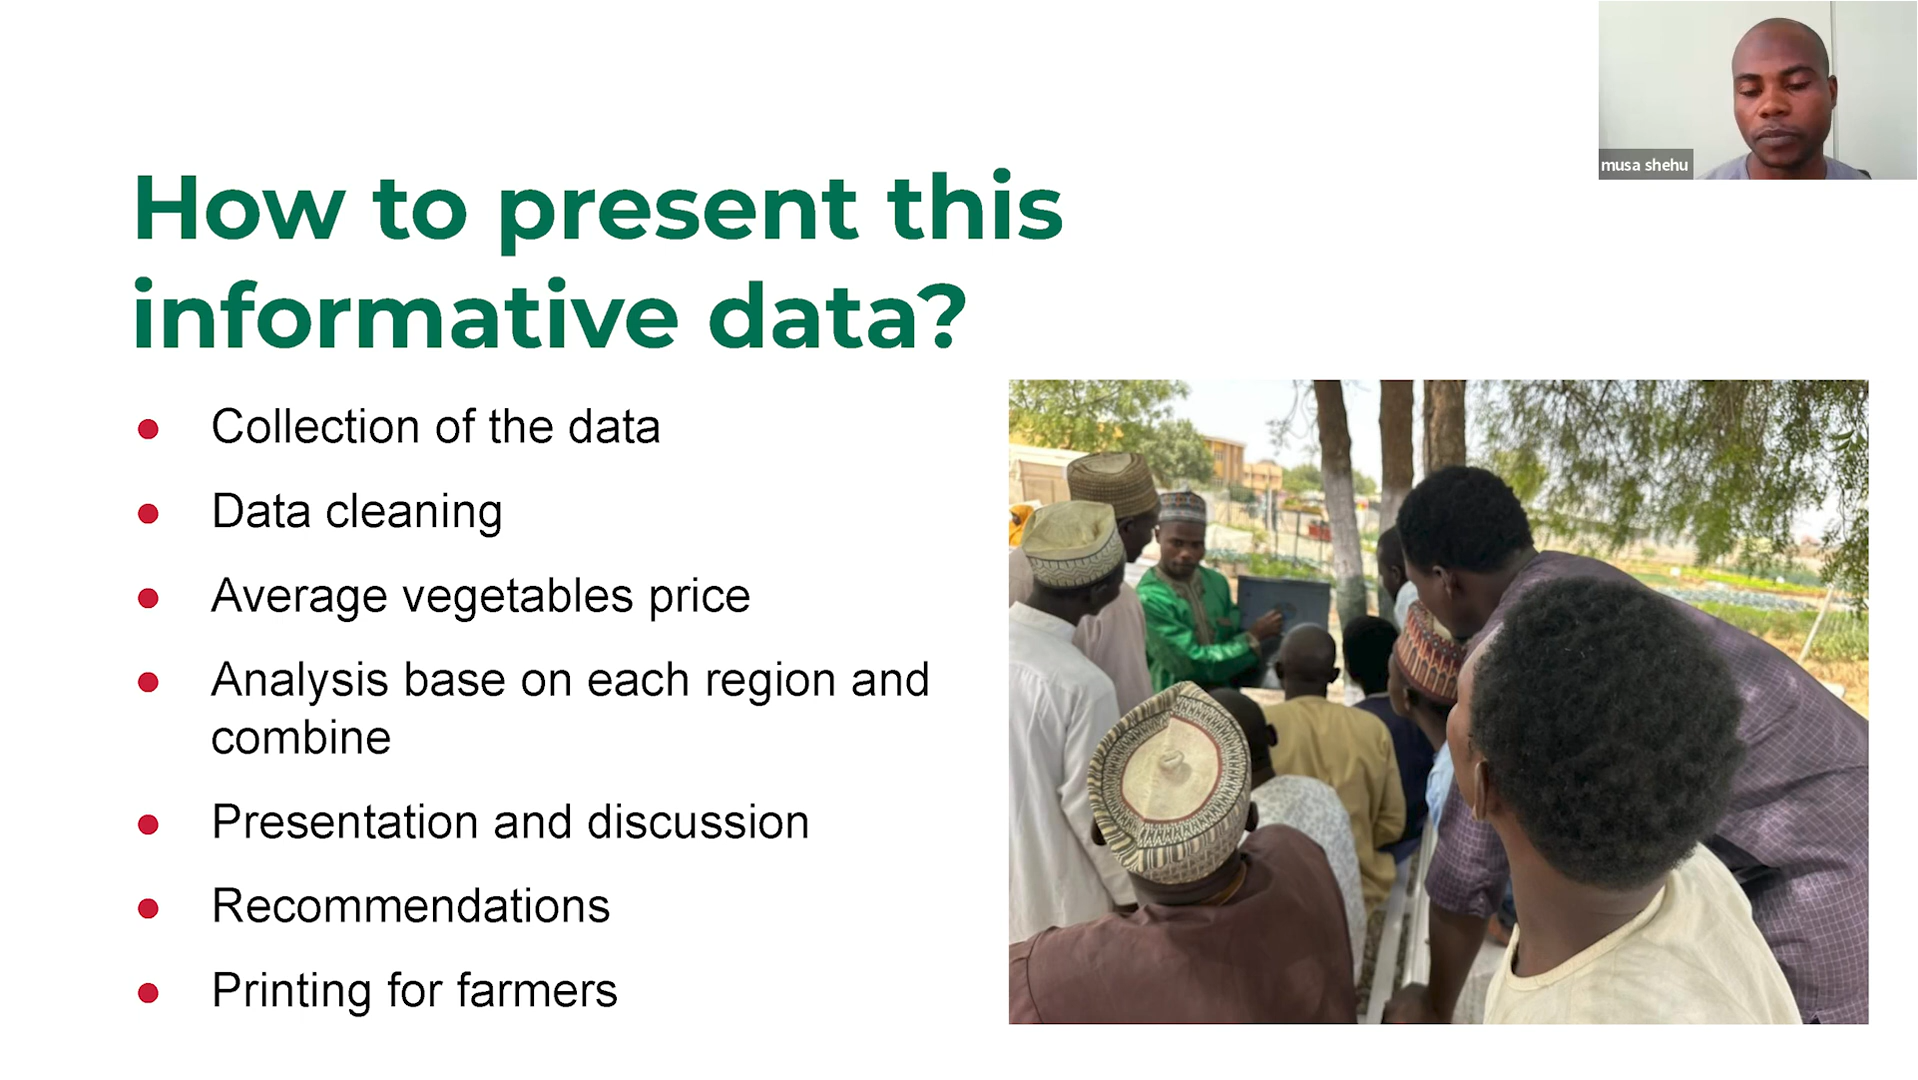 musa shehu
How to present this
informative data?
● Collection of the data
● Data cleaning
● Average vegetables price
● Analysis base on each region and
combine
● Presentation and discussion
● Recommendations
● Printing for farmers